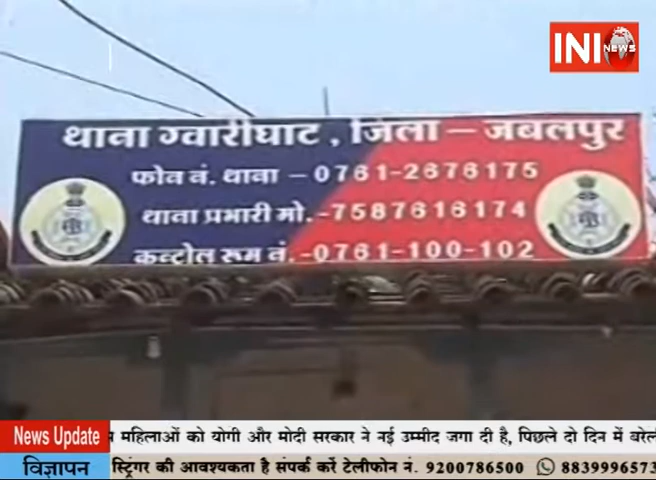 INI NEWS
थाना ग्वारीघाट , जिला – जबलपुर
फोन नं. थाना – 0761-2676175
थाना प्रभारी मो.-7587616174
कन्ट्रोल रूम नं.-0761-100-102
News Update
महिलाओं को योगी और मोदी सरकार ने नई उम्मीद जगा दी है, पिछले दो दिन में
विज्ञापन
स्ट्रिंगर की आवश्यकता है संपर्क करें टेलीफोन नं. 9200786500